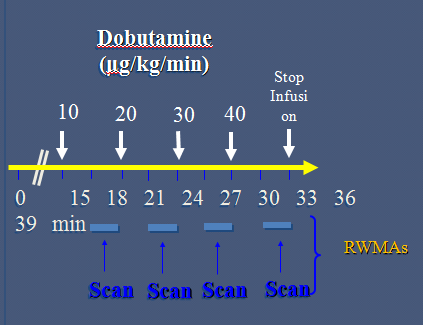 Dobutamine
(µg/kg/min)
Stop
Infusi
on
10 20 30 40
0 15 18 21 24 27 30 33 36
39 min
RWMAs
Scan Scan Scan Scan